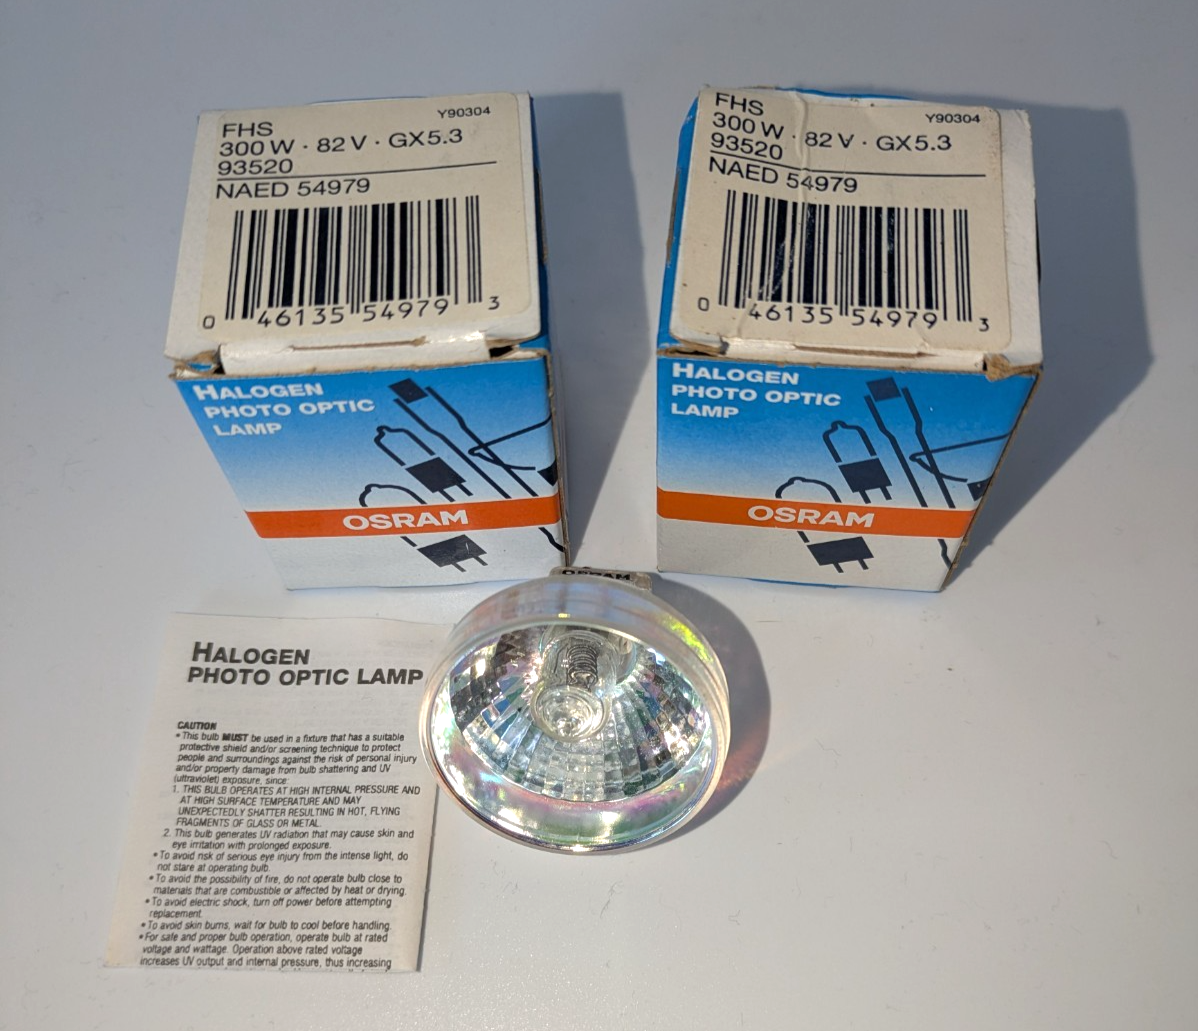 FHS
Y90304
300 W · 82 V · GX5.3
93520
NAED 54979
0 46135 54979 3
HALOGEN
PHOTO OPTIC
LAMP
OSRAM
FHS
Y90304
300 W · 82 V · GX5.3
93520
NAED 54979
0 46135 54979 3
HALOGEN
PHOTO OPTIC
LAMP
OSRAM
OSRAM
HALOGEN
PHOTO OPTIC LAMP
CAUTION
• This bulb MUST be used in a fixture that has a suitable
protective shield and/or screening technique to protect
people and surroundings against the risk of personal injury
and/or property damage from bulb shattering and UV
(ultraviolet) exposure, since:
1. THIS BULB OPERATES AT HIGH INTERNAL PRESSURE AND
AT HIGH SURFACE TEMPERATURE AND MAY
UNEXPECTEDLY SHATTER RESULTING IN HOT, FLYING
FRAGMENTS OF GLASS OR METAL.
2. This bulb generates UV radiation that may cause skin and
eye irritation with prolonged exposure.
• To avoid risk of serious eye injury from the intense light, do
not stare at operating bulb.
• To avoid the possibility of fire, do not operate bulb close to
materials that are combustible or affected by heat or drying.
• To avoid electric shock, turn off power before attempting
replacement.
• To avoid skin burns, wait for bulb to cool before handling.
• For safe and proper bulb operation, operate bulb at rated
voltage and wattage. Operation above rated voltage
increases UV output and internal pressure, thus increasing